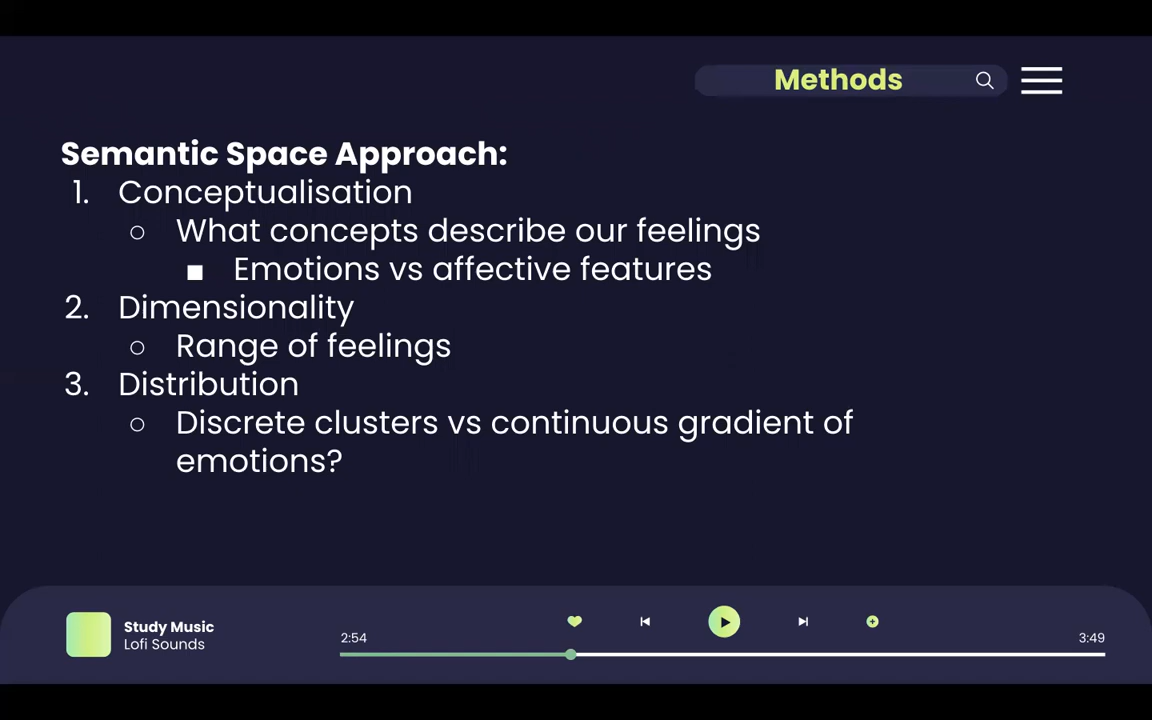 Methods
Semantic Space Approach:
1. Conceptualisation
○ What concepts describe our feelings
■ Emotions vs affective features
2. Dimensionality
○ Range of feelings
3. Distribution
○ Discrete clusters vs continuous gradient of
emotions?
Study Music
Lofi Sounds
2:54
3:49